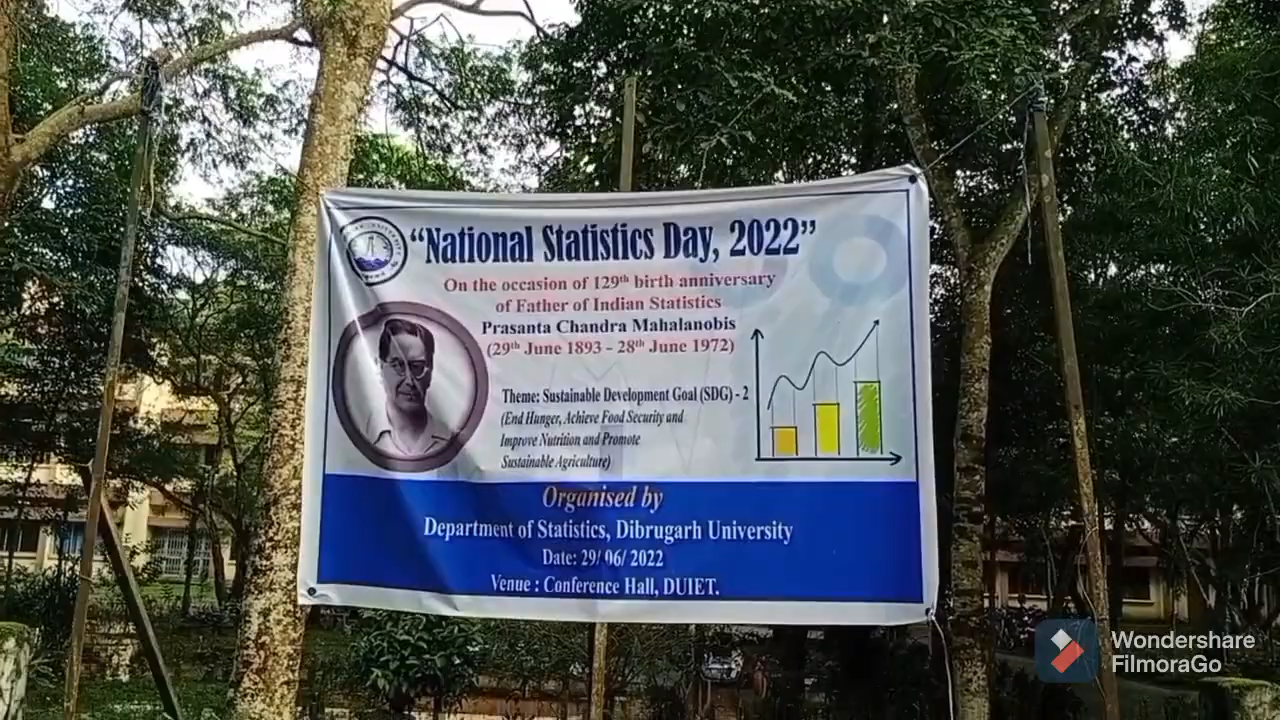 "National Statistics Day, 2022"
On the occasion of 129th birth anniversary
of Father of Indian Statistics
Prasanta Chandra Mahalanobis
(29th June 1893 - 28th June 1972)
Theme: Sustainable Development Goal (SDG) - 2
(End Hunger, Achieve Food Security and
Improve Nutrition and Promote
Sustainable Agriculture)
Organised by
Department of Statistics, Dibrugarh University
Date: 29/ 06/ 2022
Venue : Conference Hall, DUIET.
Wondershare
FilmoraGo